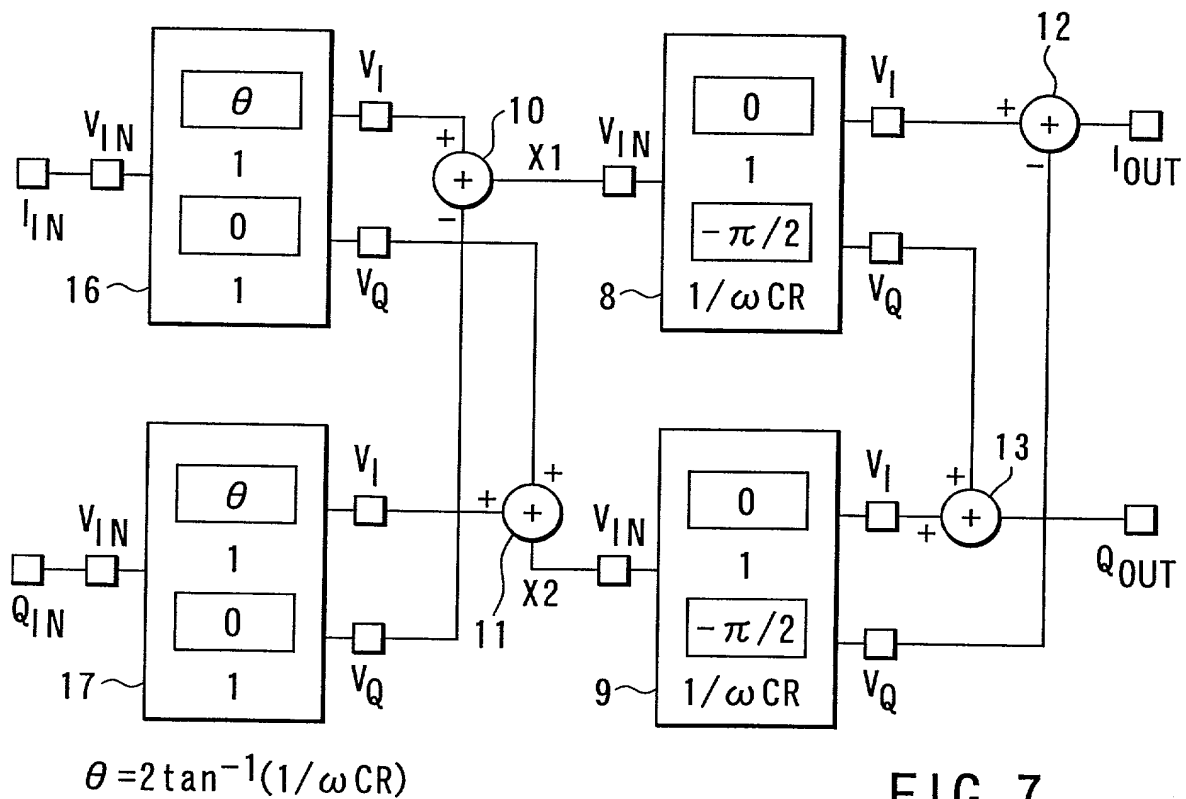 12
V_I
V_I
θ
0
10
+
+
+
+
V_IN
V_IN
1
X1
1
−
−
I_IN
I_OUT
0
−π/2
16
1
V_Q
8
1/ωCR
V_Q
V_I
V_I
13
θ
0
+
+
+
+
+
+
V_IN
V_IN
1
1
Q_IN
X2
11
Q_OUT
0
−π/2
17
1
V_Q
9
1/ωCR
V_Q
θ=2tan⁻¹(1/ωCR)
FIG. 7